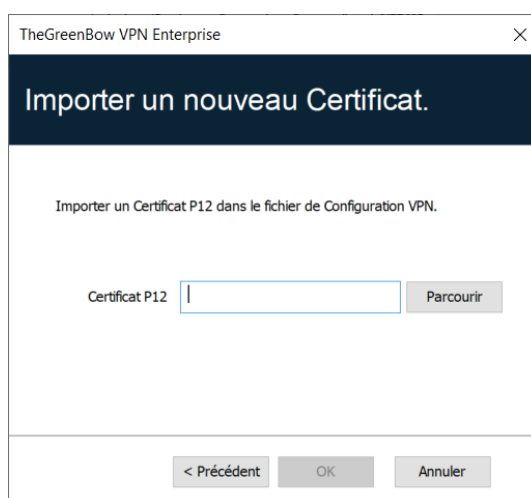 TheGreenBow VPN Enterprise
Importer un nouveau Certificat.
Importer un Certificat P12 dans le fichier de Configuration VPN.
Certificat P12
Parcourir
< Précédent
OK
Annuler